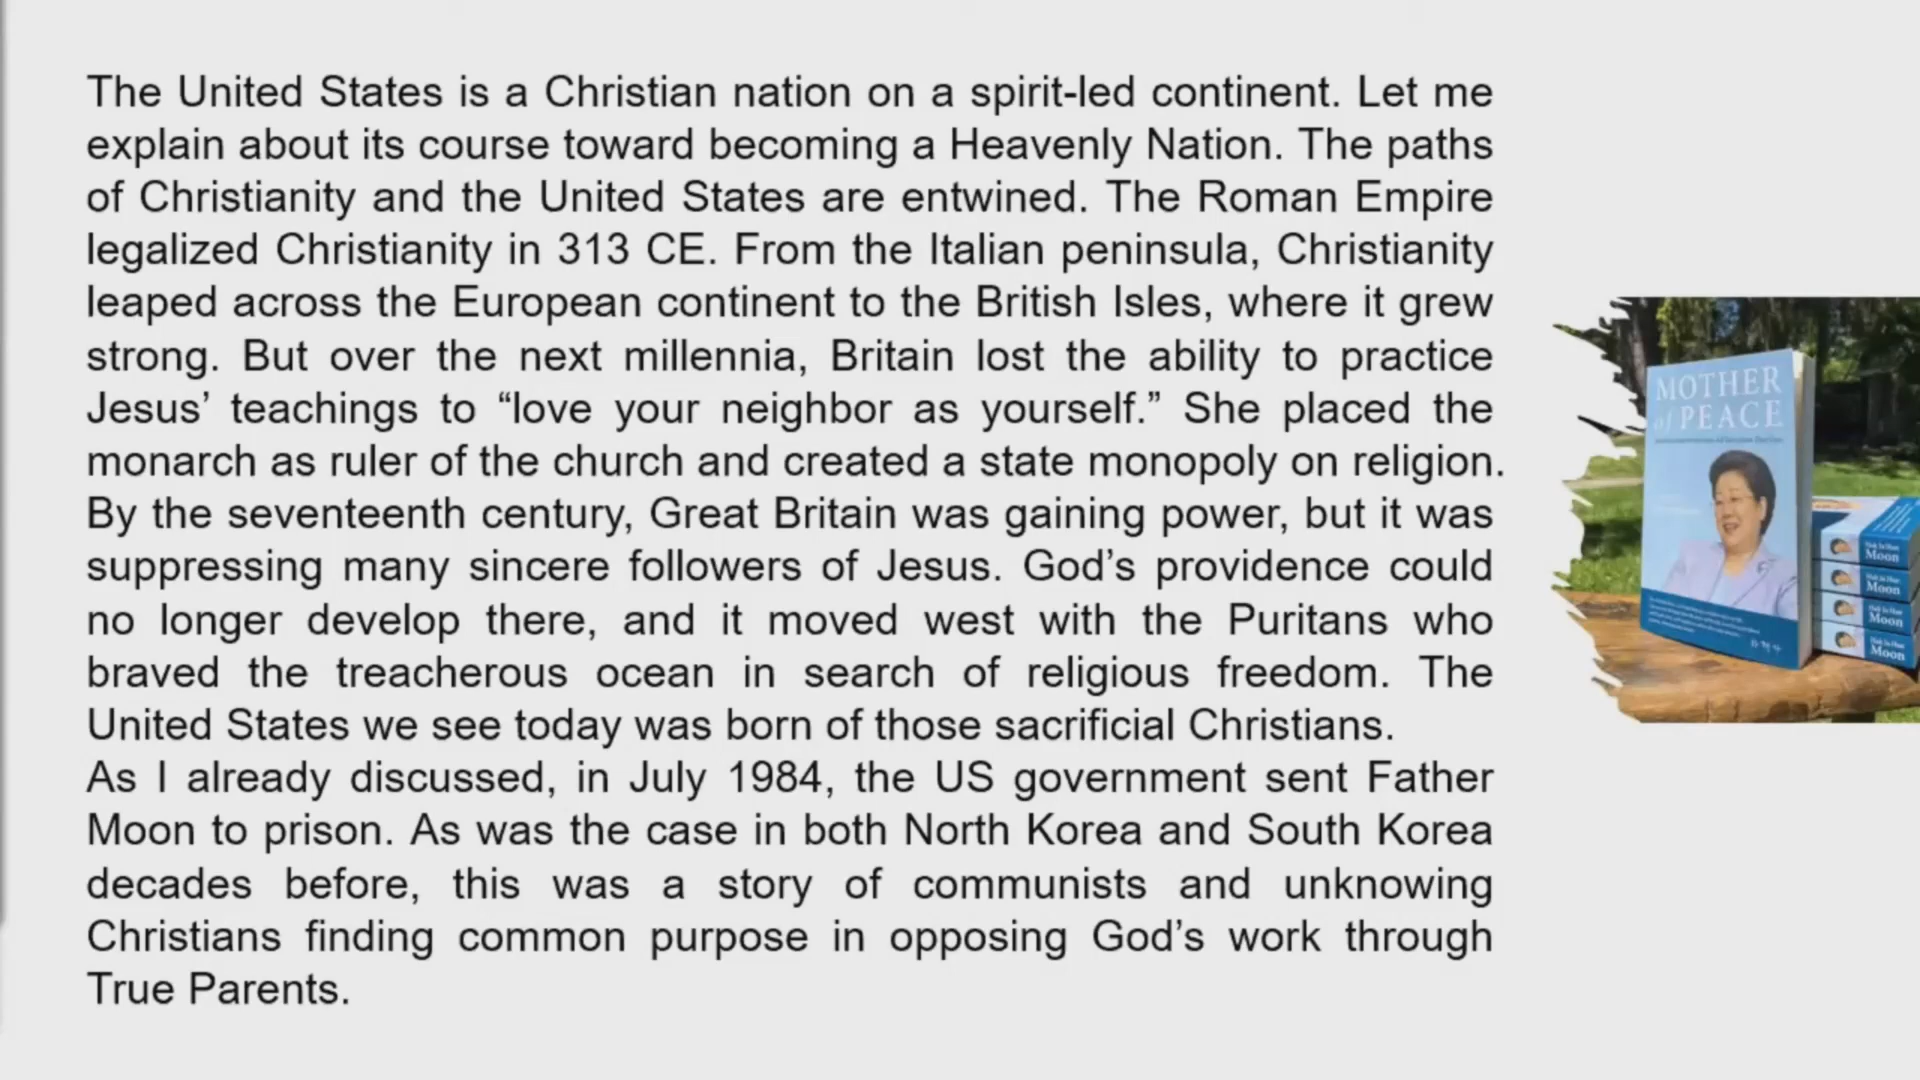 The United States is a Christian nation on a spirit-led continent. Let me
explain about its course toward becoming a Heavenly Nation. The paths
of Christianity and the United States are entwined. The Roman Empire
legalized Christianity in 313 CE. From the Italian peninsula, Christianity
leaped across the European continent to the British Isles, where it grew
strong. But over the next millennia, Britain lost the ability to practice
Jesus’ teachings to “love your neighbor as yourself.” She placed the
monarch as ruler of the church and created a state monopoly on religion.
By the seventeenth century, Great Britain was gaining power, but it was
suppressing many sincere followers of Jesus. God’s providence could
no longer develop there, and it moved west with the Puritans who
braved the treacherous ocean in search of religious freedom. The
United States we see today was born of those sacrificial Christians.
As I already discussed, in July 1984, the US government sent Father
Moon to prison. As was the case in both North Korea and South Korea
decades before, this was a story of communists and unknowing
Christians finding common purpose in opposing God’s work through
True Parents.
MOTHER
of PEACE
Moon
Moon
Moon
Moon